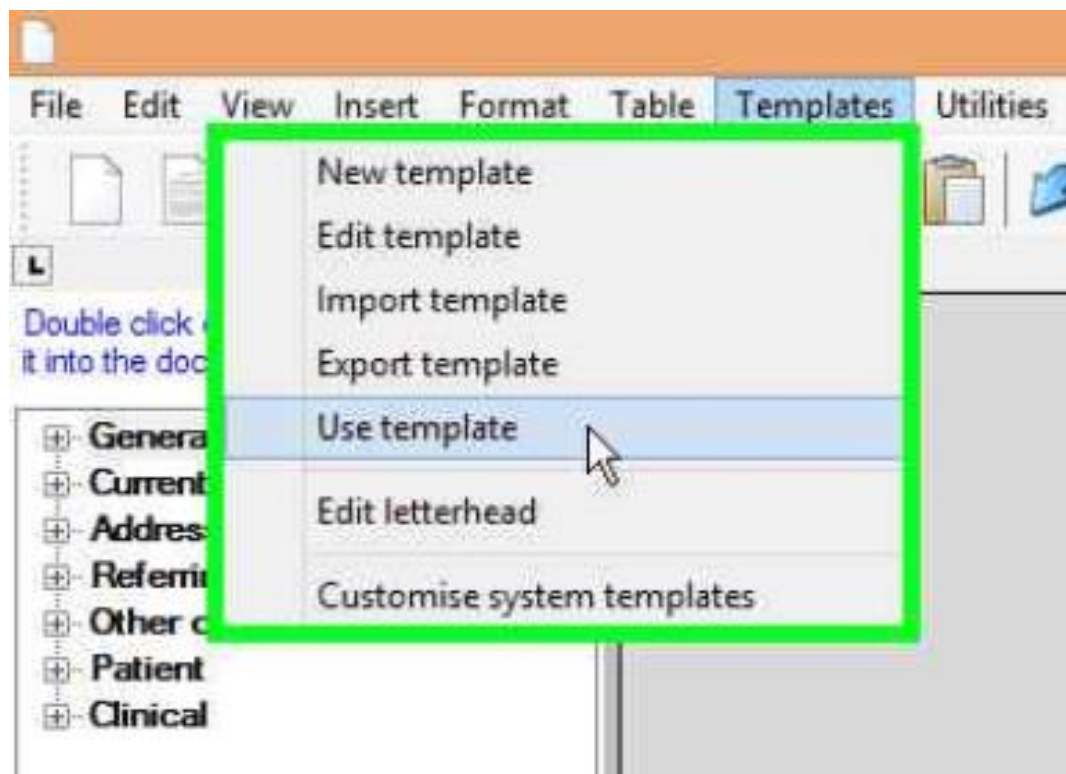 File Edit View Insert Format Table Templates Utilities
New template
Edit template
Import template
Export template
Use template
Edit letterhead
Customise system templates
L
Double click
it into the doc
Genera
Current
Addres
Referri
Other c
Patient
Clinical